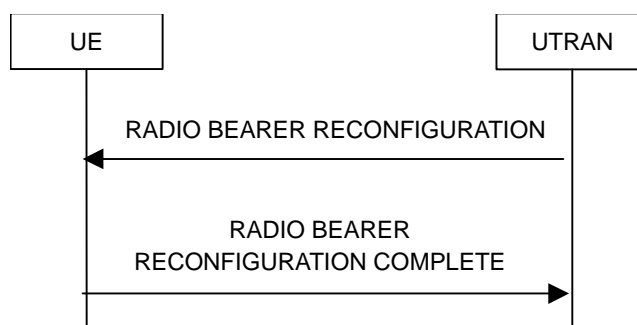 UE
UTRAN
RADIO BEARER RECONFIGURATION
RADIO BEARER
RECONFIGURATION COMPLETE